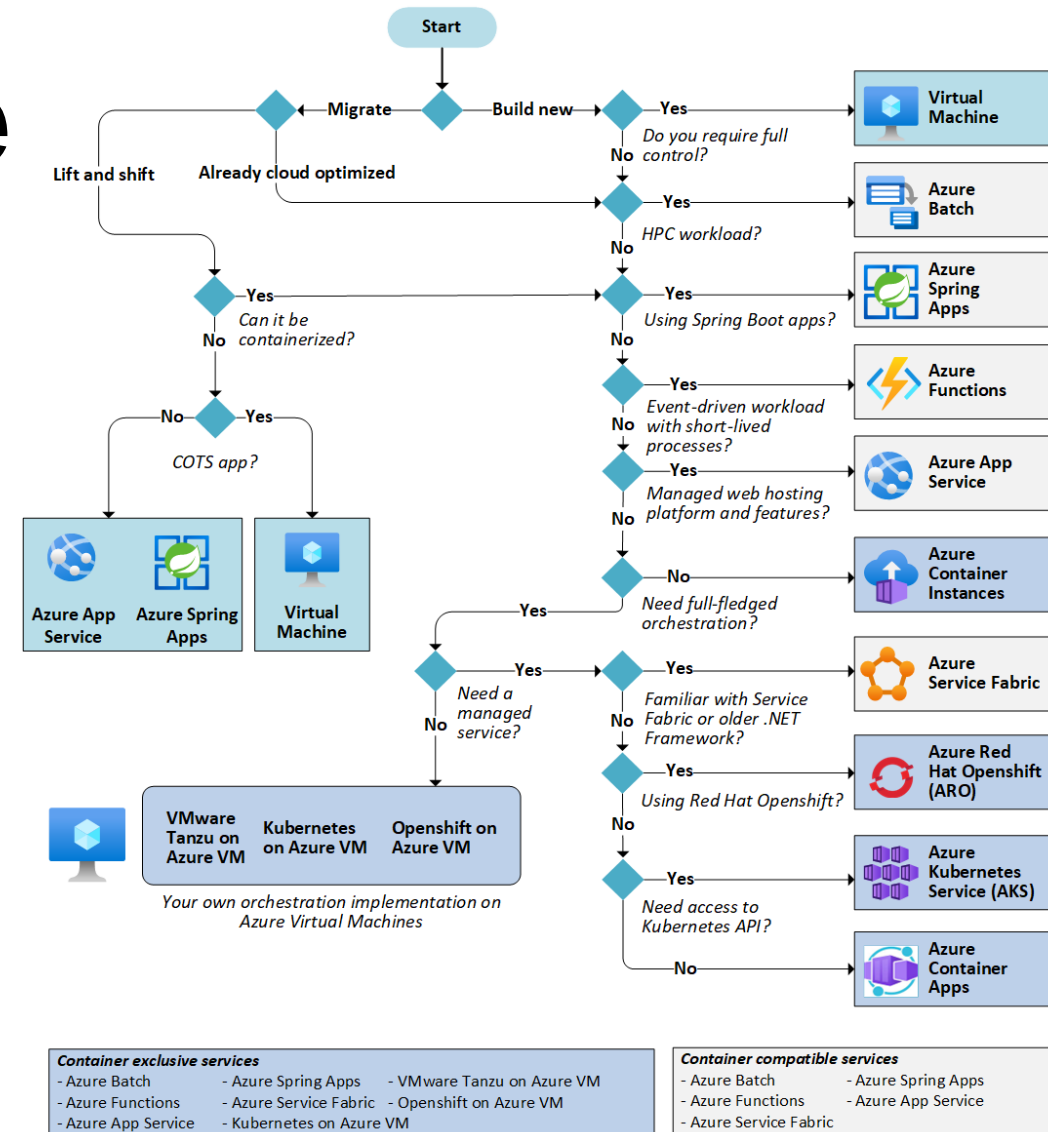 e
Start
Migrate
Build new
Yes
Virtual
Machine
Do you require full
control?
No
Lift and shift
Already cloud optimized
Yes
Azure
Batch
HPC workload?
No
Yes
Can it be
containerized?
No
Yes
Azure
Spring
Apps
Using Spring Boot apps?
No
Yes
Azure
Functions
Event-driven workload
with short-lived
processes?
No
No
Yes
COTS app?
Yes
Azure App
Service
Managed web hosting
platform and features?
No
Azure App
Service
Azure Spring
Apps
Virtual
Machine
No
Azure
Container
Instances
Need full-fledged
orchestration?
Yes
Yes
Need a
managed
service?
No
Yes
Azure
Service Fabric
Familiar with Service
Fabric or older .NET
Framework?
No
Yes
Azure Red
Hat Openshift
(ARO)
Using Red Hat Openshift?
No
VMware
Tanzu on
Azure VM
Kubernetes
on Azure VM
Openshift on
Azure VM
Your own orchestration implementation on
Azure Virtual Machines
Yes
Azure
Kubernetes
Service (AKS)
Need access to
Kubernetes API?
No
Azure
Container
Apps
Container exclusive services
- Azure Batch - Azure Spring Apps - VMware Tanzu on Azure VM
- Azure Functions - Azure Service Fabric - Openshift on Azure VM
- Azure App Service - Kubernetes on Azure VM
Container compatible services
- Azure Batch - Azure Spring Apps
- Azure Functions - Azure App Service
- Azure Service Fabric